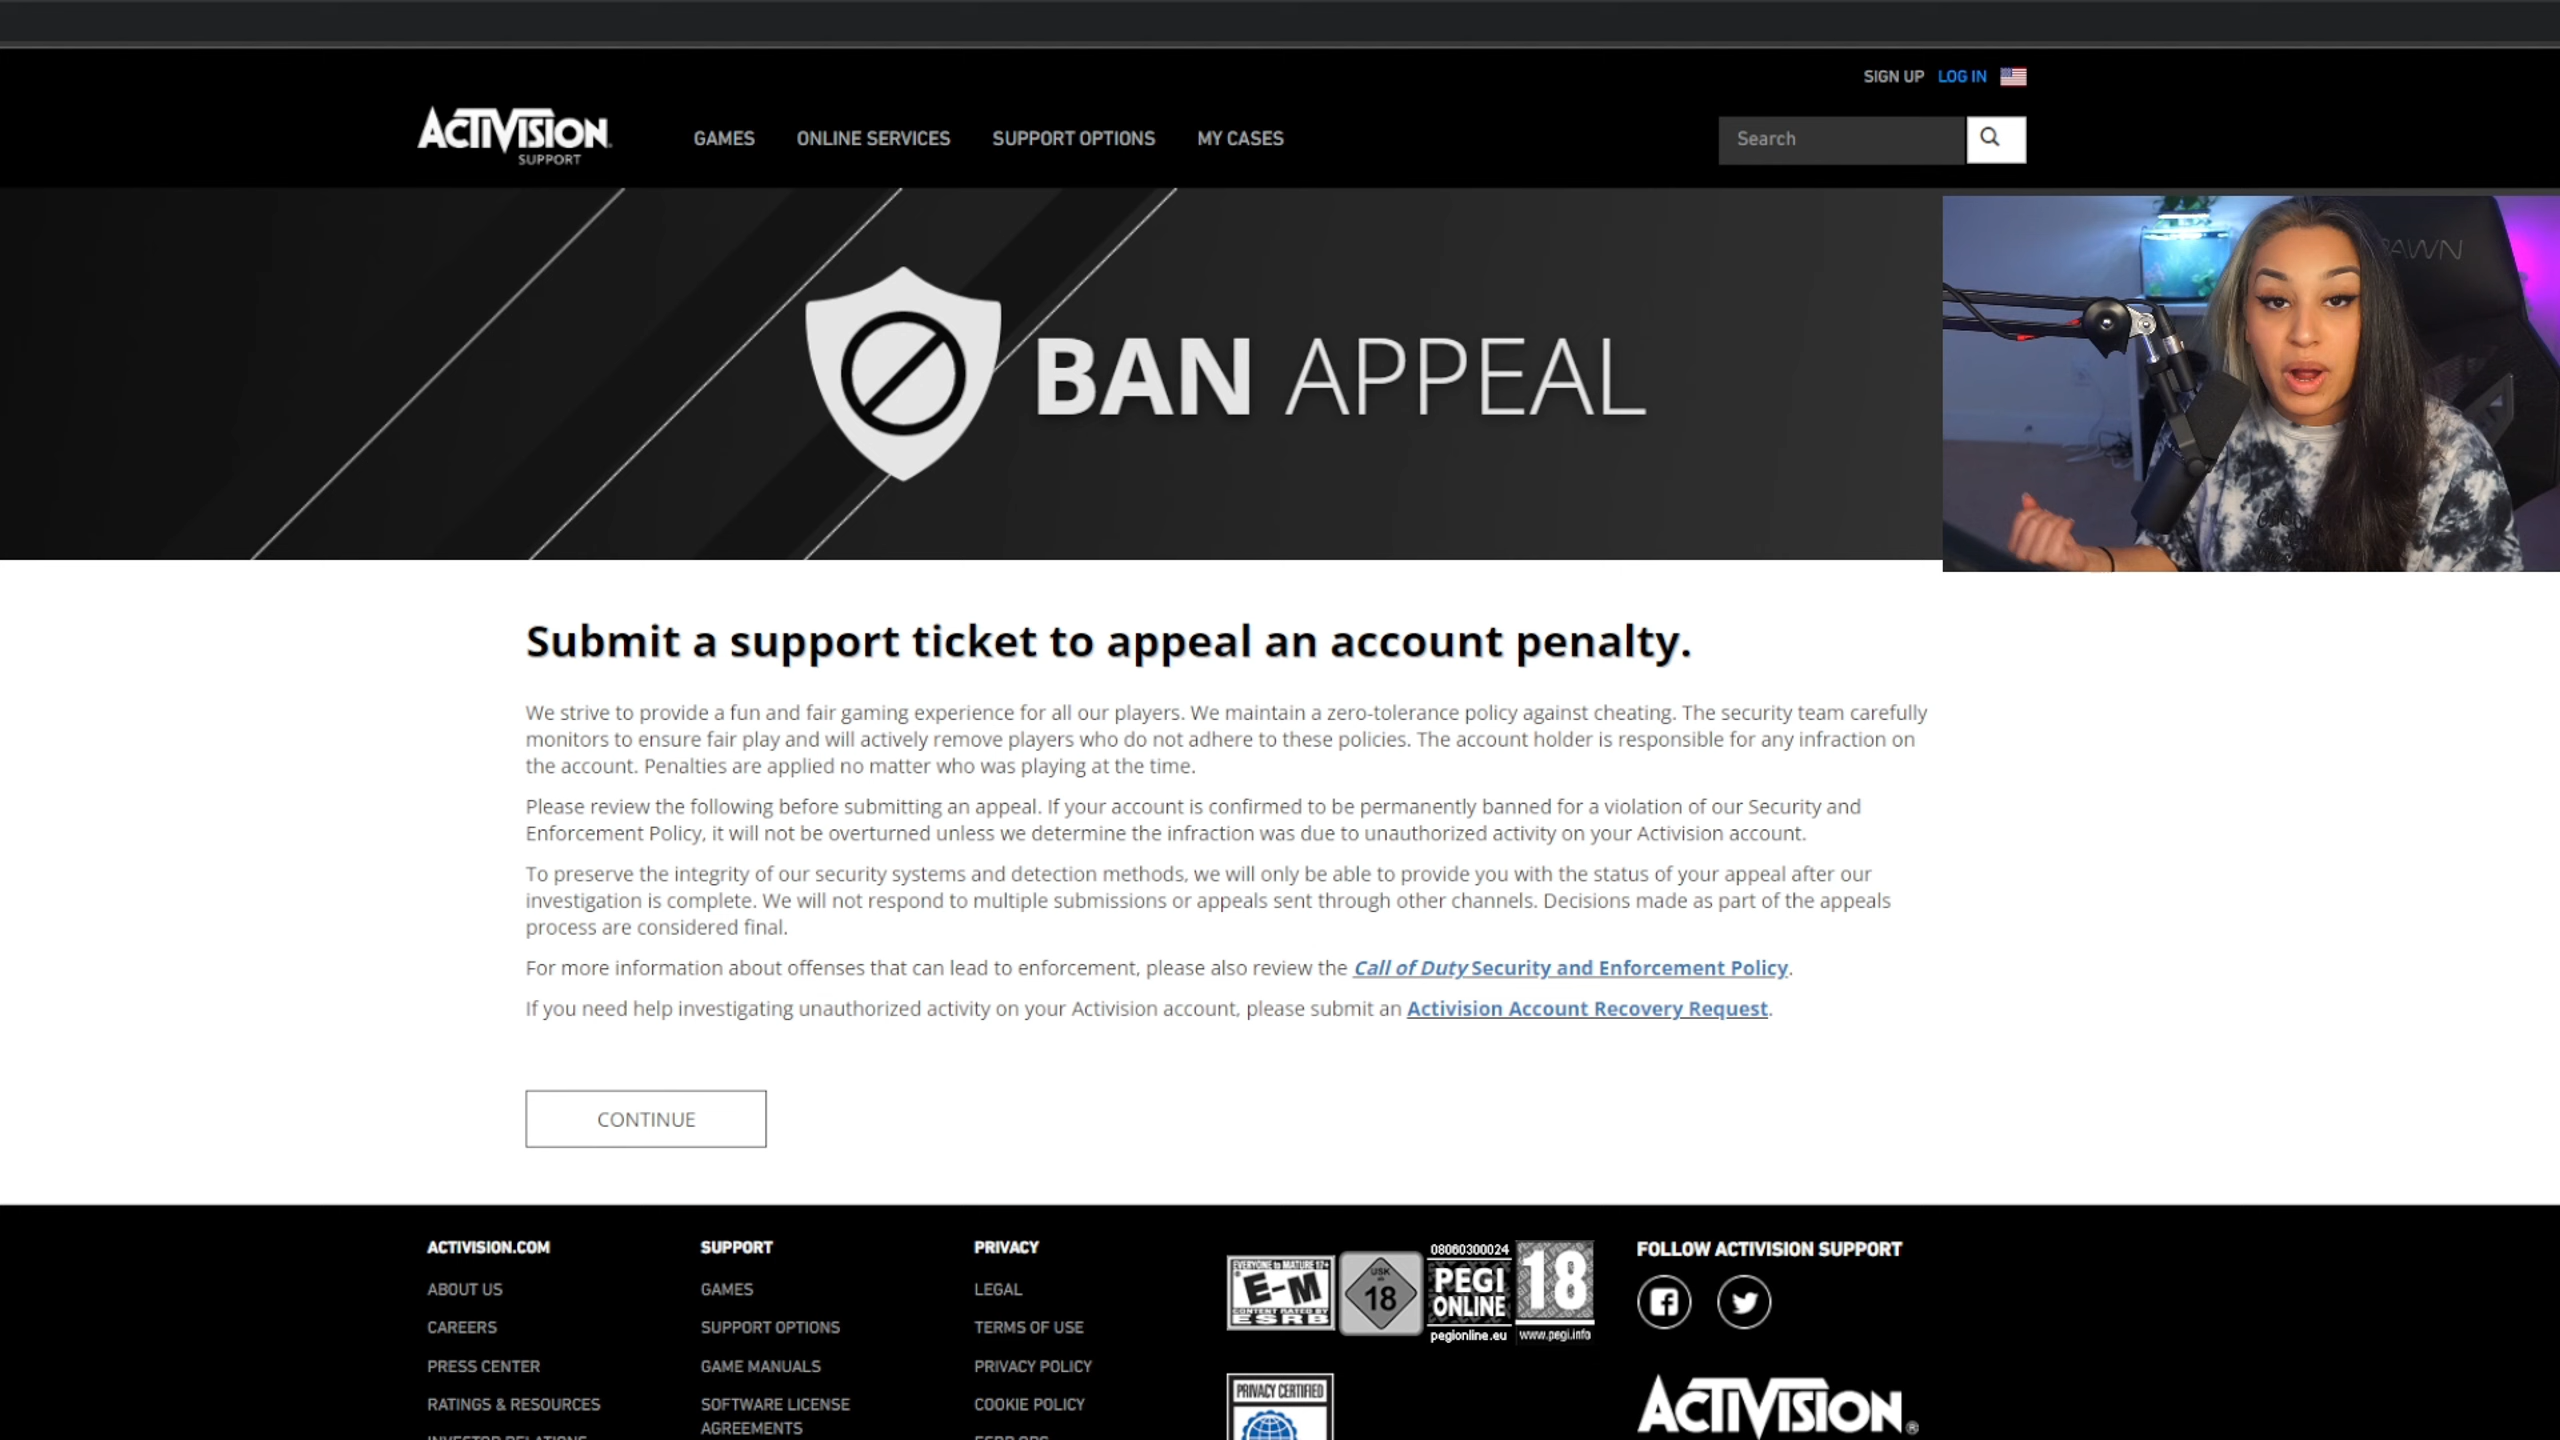 SIGN UP LOG IN
ACTIVISION
SUPPORT
GAMES ONLINE SERVICES SUPPORT OPTIONS MY CASES
Search
BAN APPEAL
AWN
Submit a support ticket to appeal an account penalty.
We strive to provide a fun and fair gaming experience for all our players. We maintain a zero-tolerance policy against cheating. The security team carefully
monitors to ensure fair play and will actively remove players who do not adhere to these policies. The account holder is responsible for any infraction on
the account. Penalties are applied no matter who was playing at the time.
Please review the following before submitting an appeal. If your account is confirmed to be permanently banned for a violation of our Security and
Enforcement Policy, it will not be overturned unless we determine the infraction was due to unauthorized activity on your Activision account.
To preserve the integrity of our security systems and detection methods, we will only be able to provide you with the status of your appeal after our
investigation is complete. We will not respond to multiple submissions or appeals sent through other channels. Decisions made as part of the appeals
process are considered final.
For more information about offenses that can lead to enforcement, please also review the Call of Duty Security and Enforcement Policy.
If you need help investigating unauthorized activity on your Activision account, please submit an Activision Account Recovery Request.
CONTINUE
ACTIVISION.COM
ABOUT US
CAREERS
PRESS CENTER
RATINGS & RESOURCES
INVESTOR RELATIONS
SUPPORT
GAMES
SUPPORT OPTIONS
GAME MANUALS
SOFTWARE LICENSE
AGREEMENTS
PRIVACY
LEGAL
TERMS OF USE
PRIVACY POLICY
COOKIE POLICY
EVERYONE to MATURE 17+
E-M
CONTENT RATED BY
ESRB
USK
ab
18
08060300024
PEGI
ONLINE
pegionline.eu
18
www.pegi.info
PRIVACY CERTIFIED
FOLLOW ACTIVISION SUPPORT
ACTIVISION®